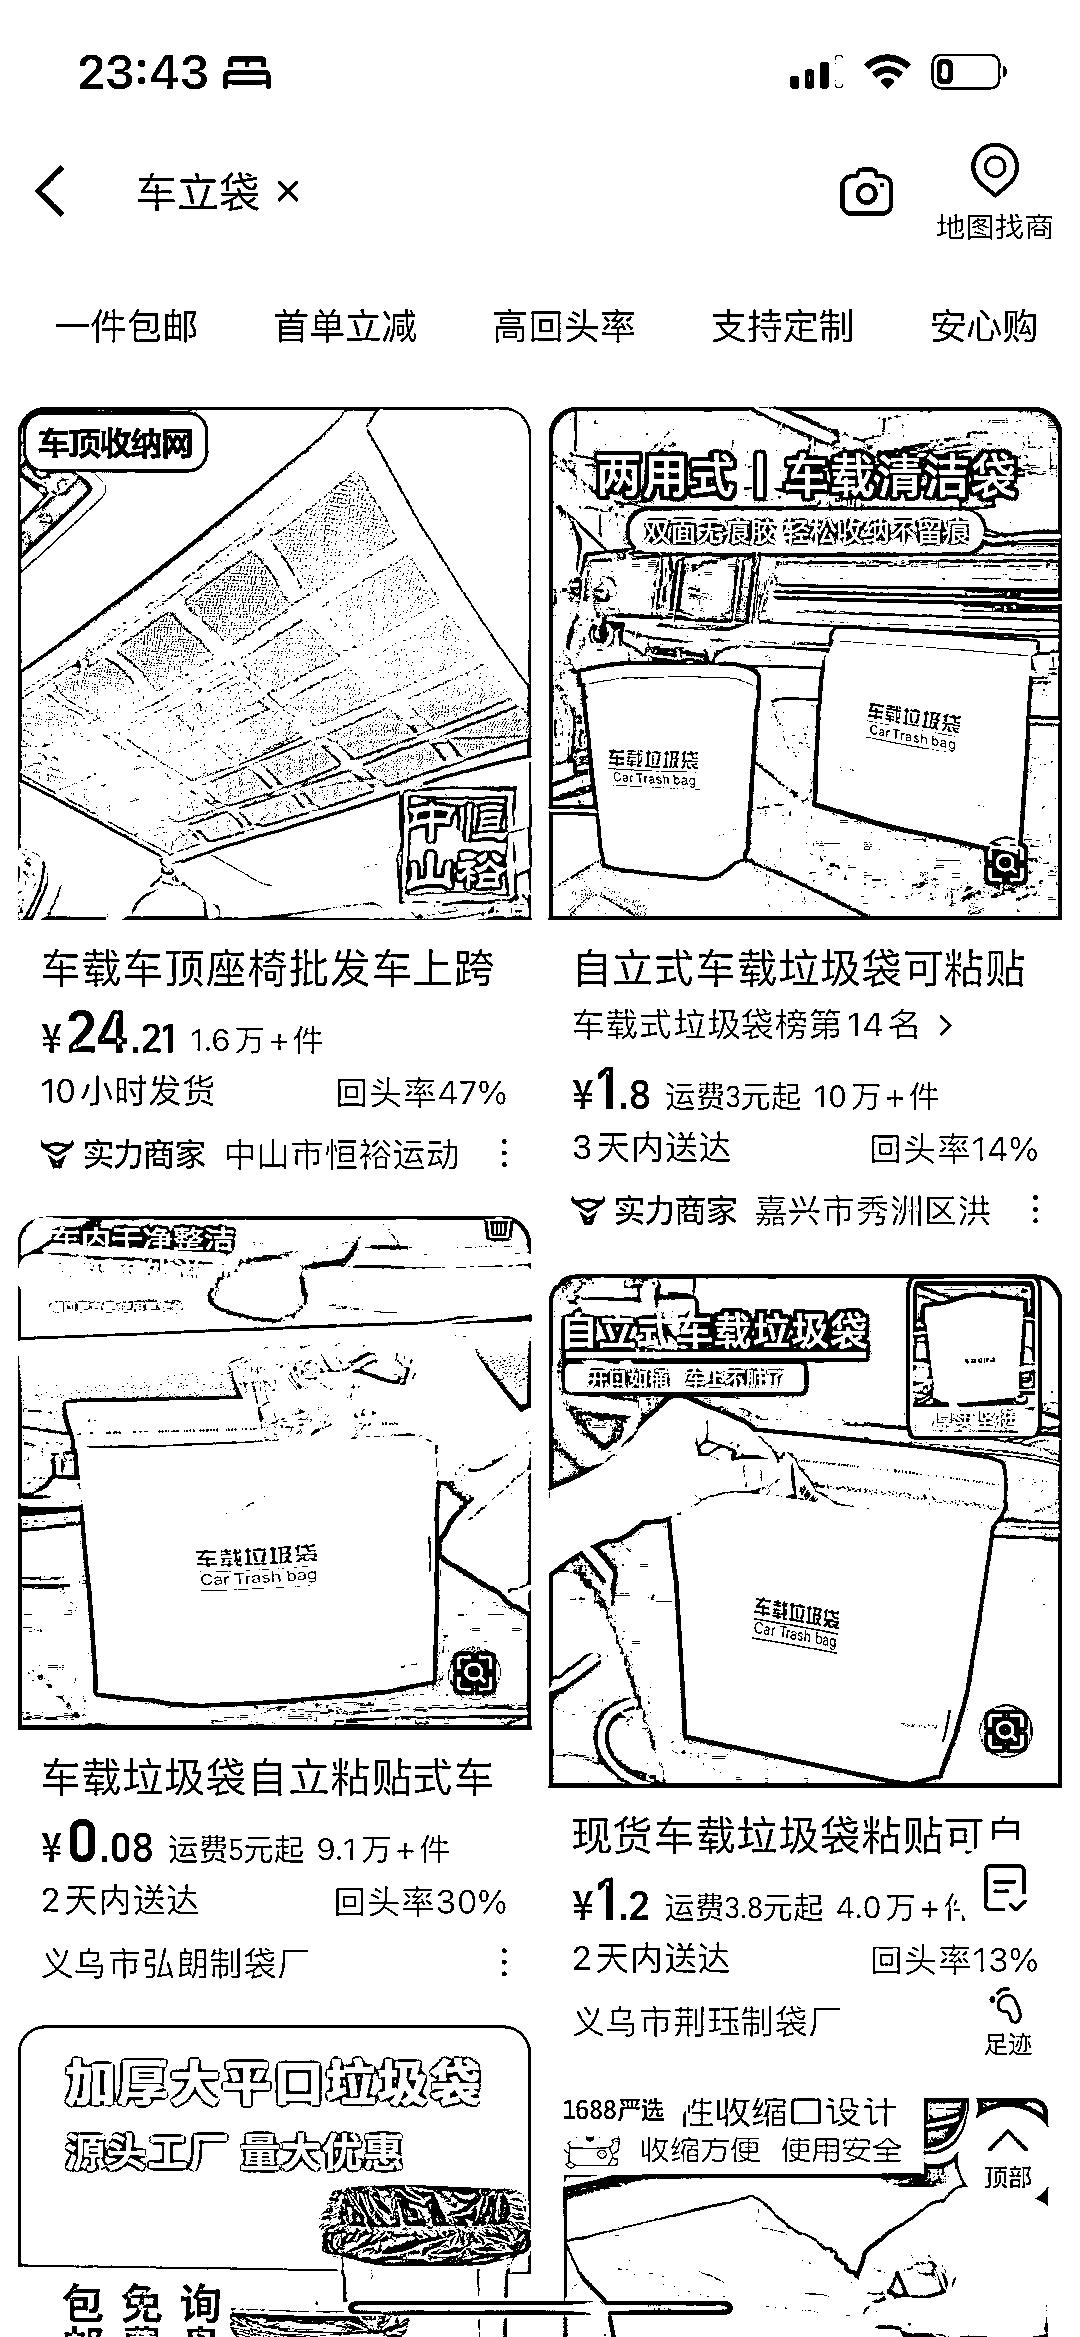 23:43
车立袋 ×
地图找商
一件包邮 首单立减 高回头率 支持定制 安心购
车顶收纳网
中恒
山裕
车载车顶座椅批发车上跨
¥24.21 1.6万+件
10小时发货 回头率47%
实力商家 中山市恒裕运动
两用式 | 车载清洁袋
双面无痕胶 轻松收纳不留痕
车载垃圾袋
Car Trash bag
车载垃圾袋
Car Trash bag
自立式车载垃圾袋可粘贴
车载式垃圾袋榜第14名 >
¥1.8 运费3元起 10万+件
3天内送达 回头率14%
实力商家 嘉兴市秀洲区洪
车内干净整洁
车载垃圾袋
Car Trash bag
车载垃圾袋自立粘贴式车
¥0.08 运费5元起 9.1万+件
2天内送达 回头率30%
义乌市弘朗制袋厂
自立式车载垃圾袋
开口如桶 车上不脏了
车载垃圾袋
Car Trash bag
现货车载垃圾袋粘贴可
¥1.2 运费3.8元起 4.0万+件
2天内送达 回头率13%
义乌市荆珏制袋厂
足迹
加厚大平口垃圾袋
源头工厂 量大优惠
包 免 询
1688严选
性收缩口设计
收缩方便 使用安全
顶部